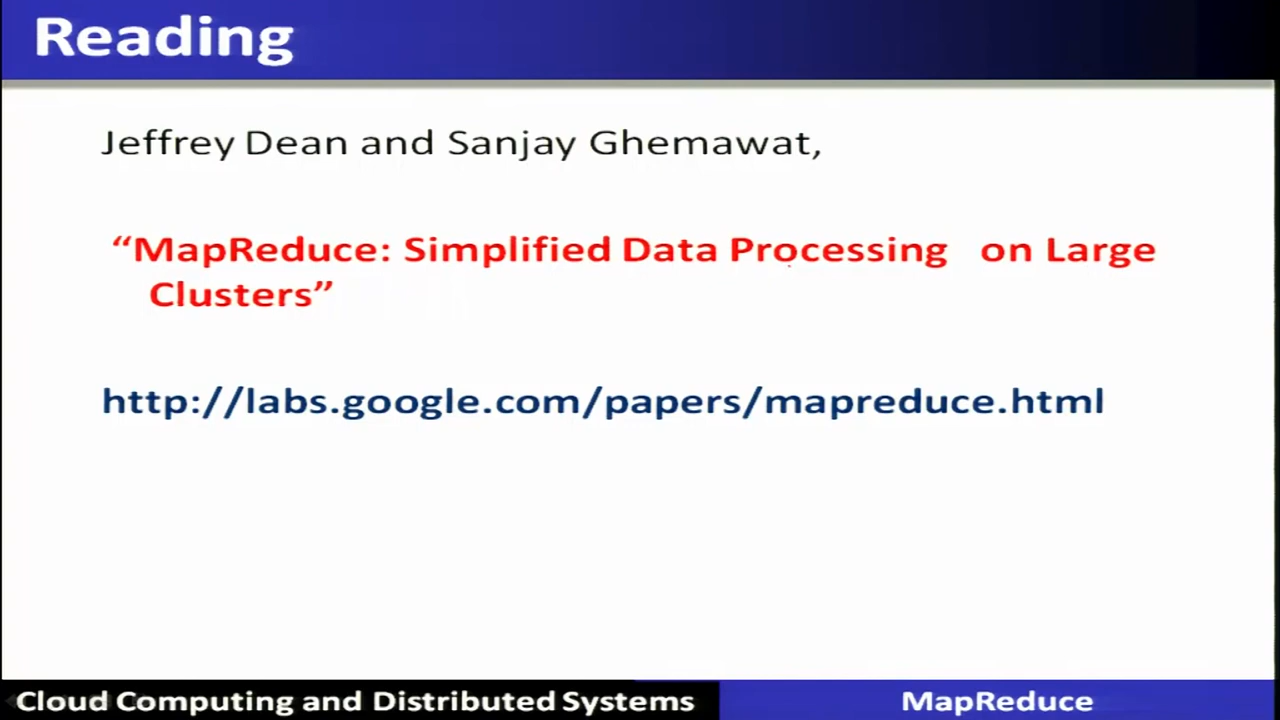 Reading
Jeffrey Dean and Sanjay Ghemawat,
“MapReduce: Simplified Data Processing on Large
Clusters”
http://labs.google.com/papers/mapreduce.html
Cloud Computing and Distributed Systems
MapReduce